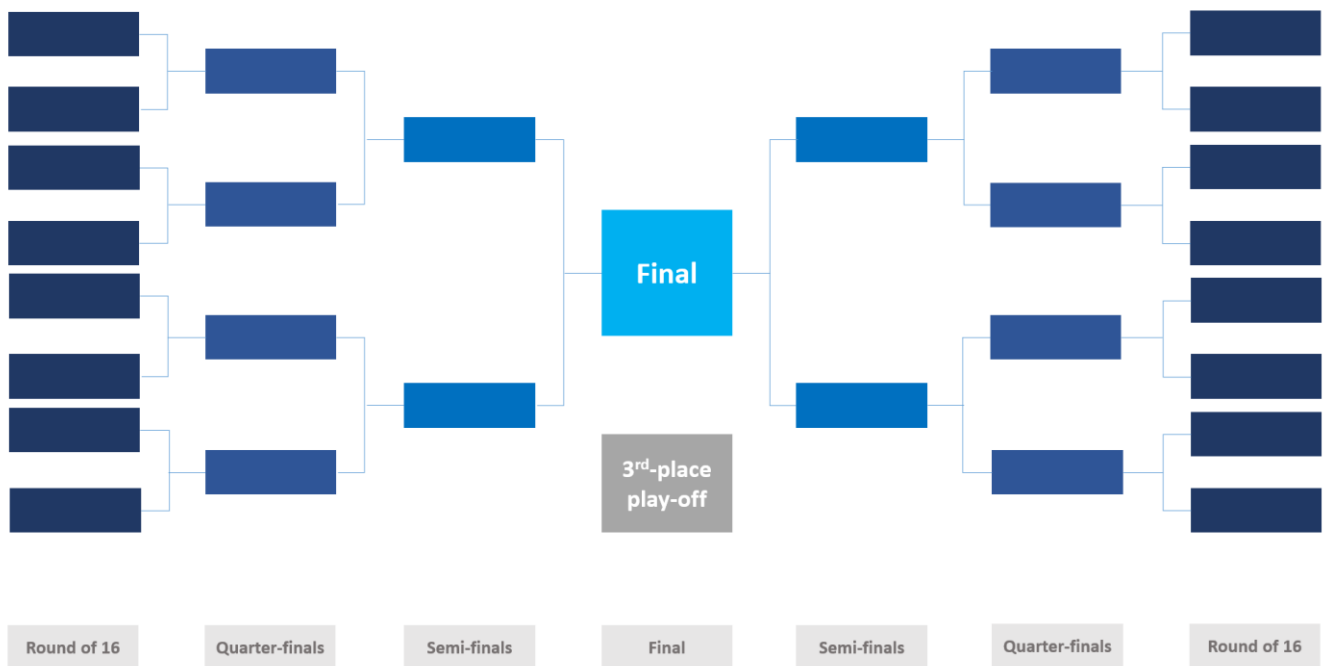 Final
3rd-place
play-off
Round of 16
Quarter-finals
Semi-finals
Final
Semi-finals
Quarter-finals
Round of 16